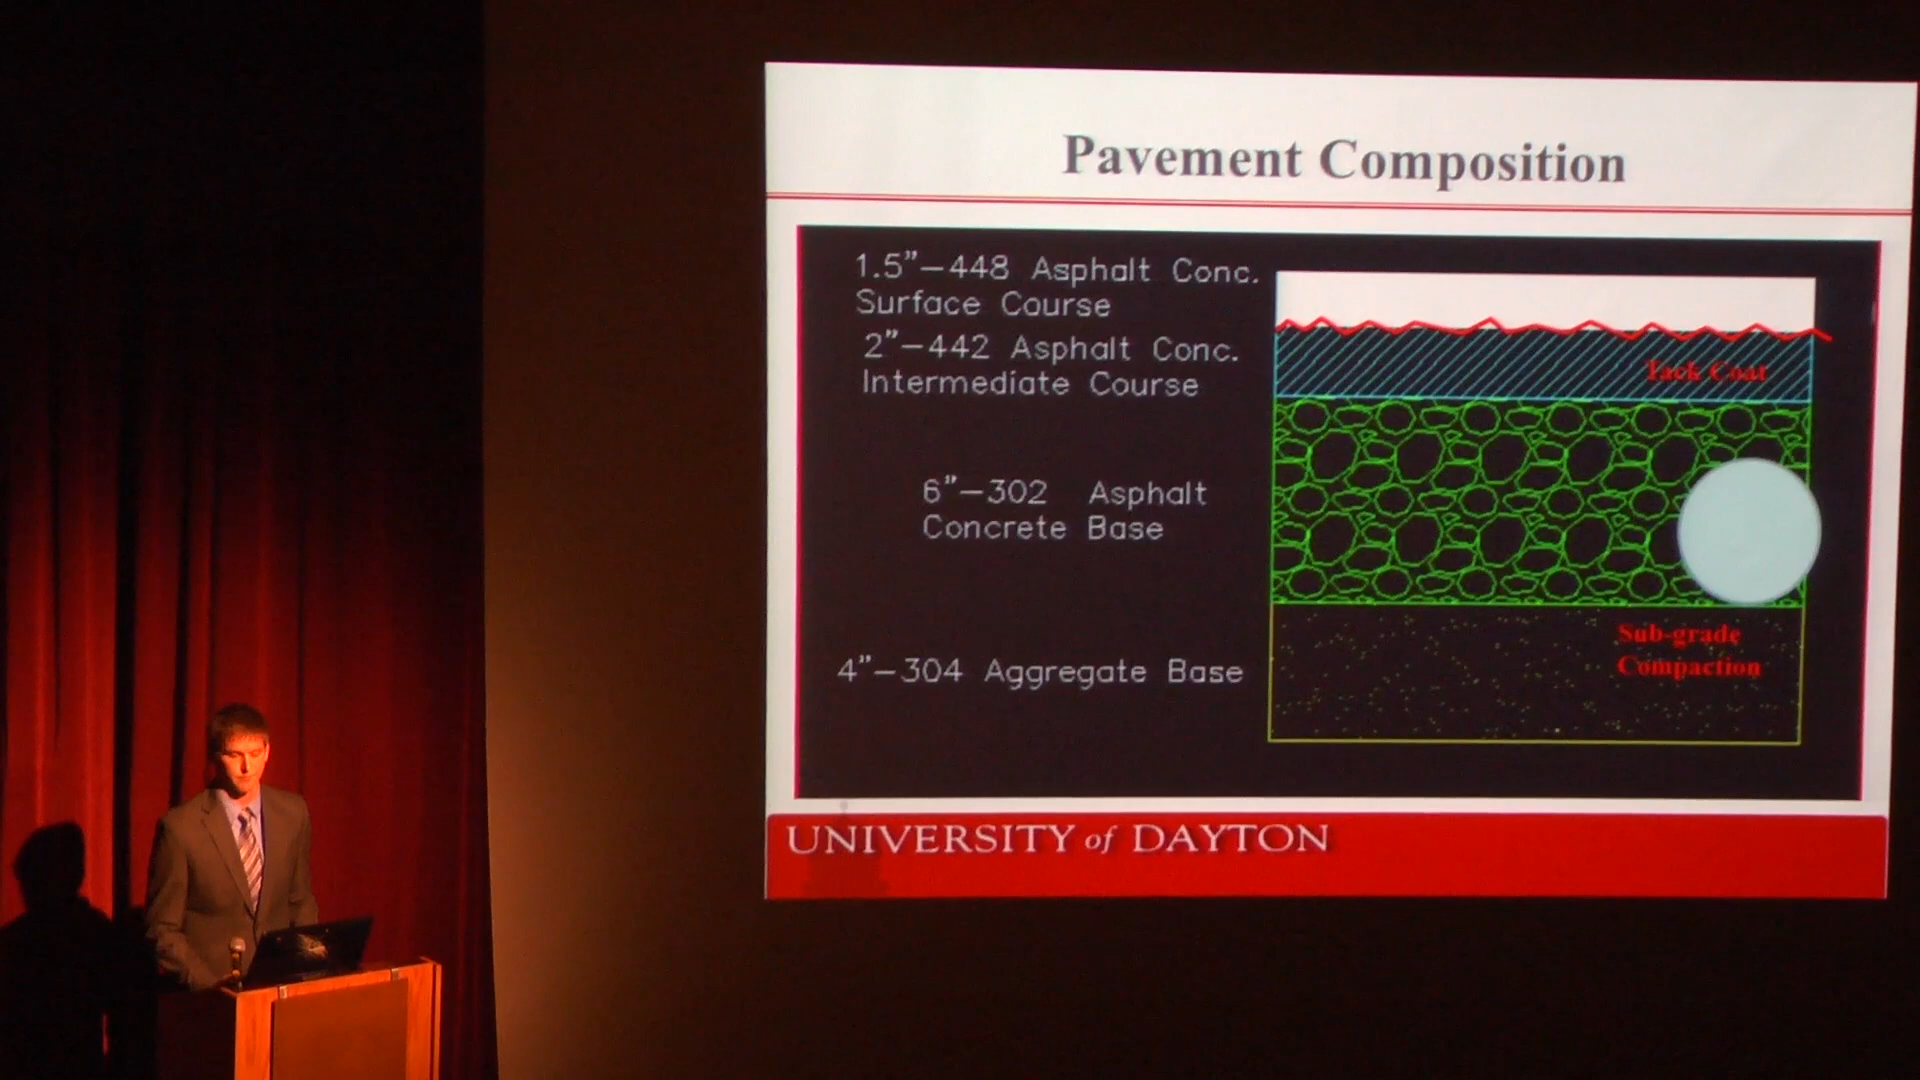 Pavement Composition
1.5"-448 Asphalt Conc.
Surface Course
2"-442 Asphalt Conc.
Intermediate Course
Tack Coat
6"-302 Asphalt
Concrete Base
Sub-grade
Compaction
4"-304 Aggregate Base
UNIVERSITY of DAYTON